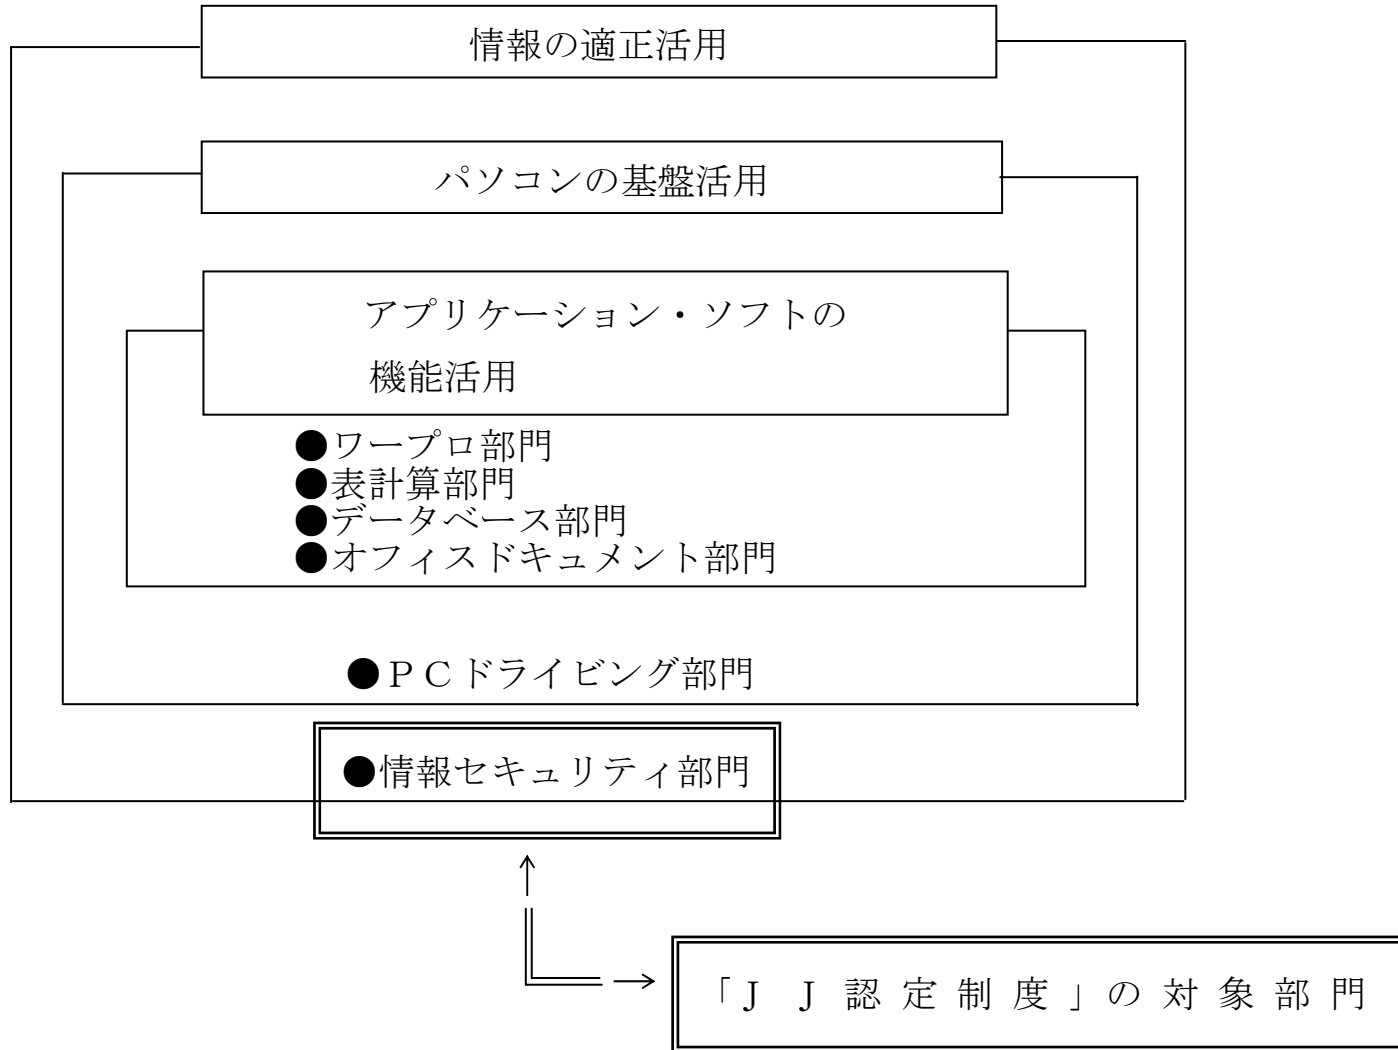 情報の適正活用
パソコンの基盤活用
アプリケーション・ソフトの
機能活用
●ワープロ部門
●表計算部門
●データベース部門
●オフィスドキュメント部門
●ＰＣドライビング部門
●情報セキュリティ部門
「Ｊ Ｊ 認 定 制 度 」の 対 象 部 門